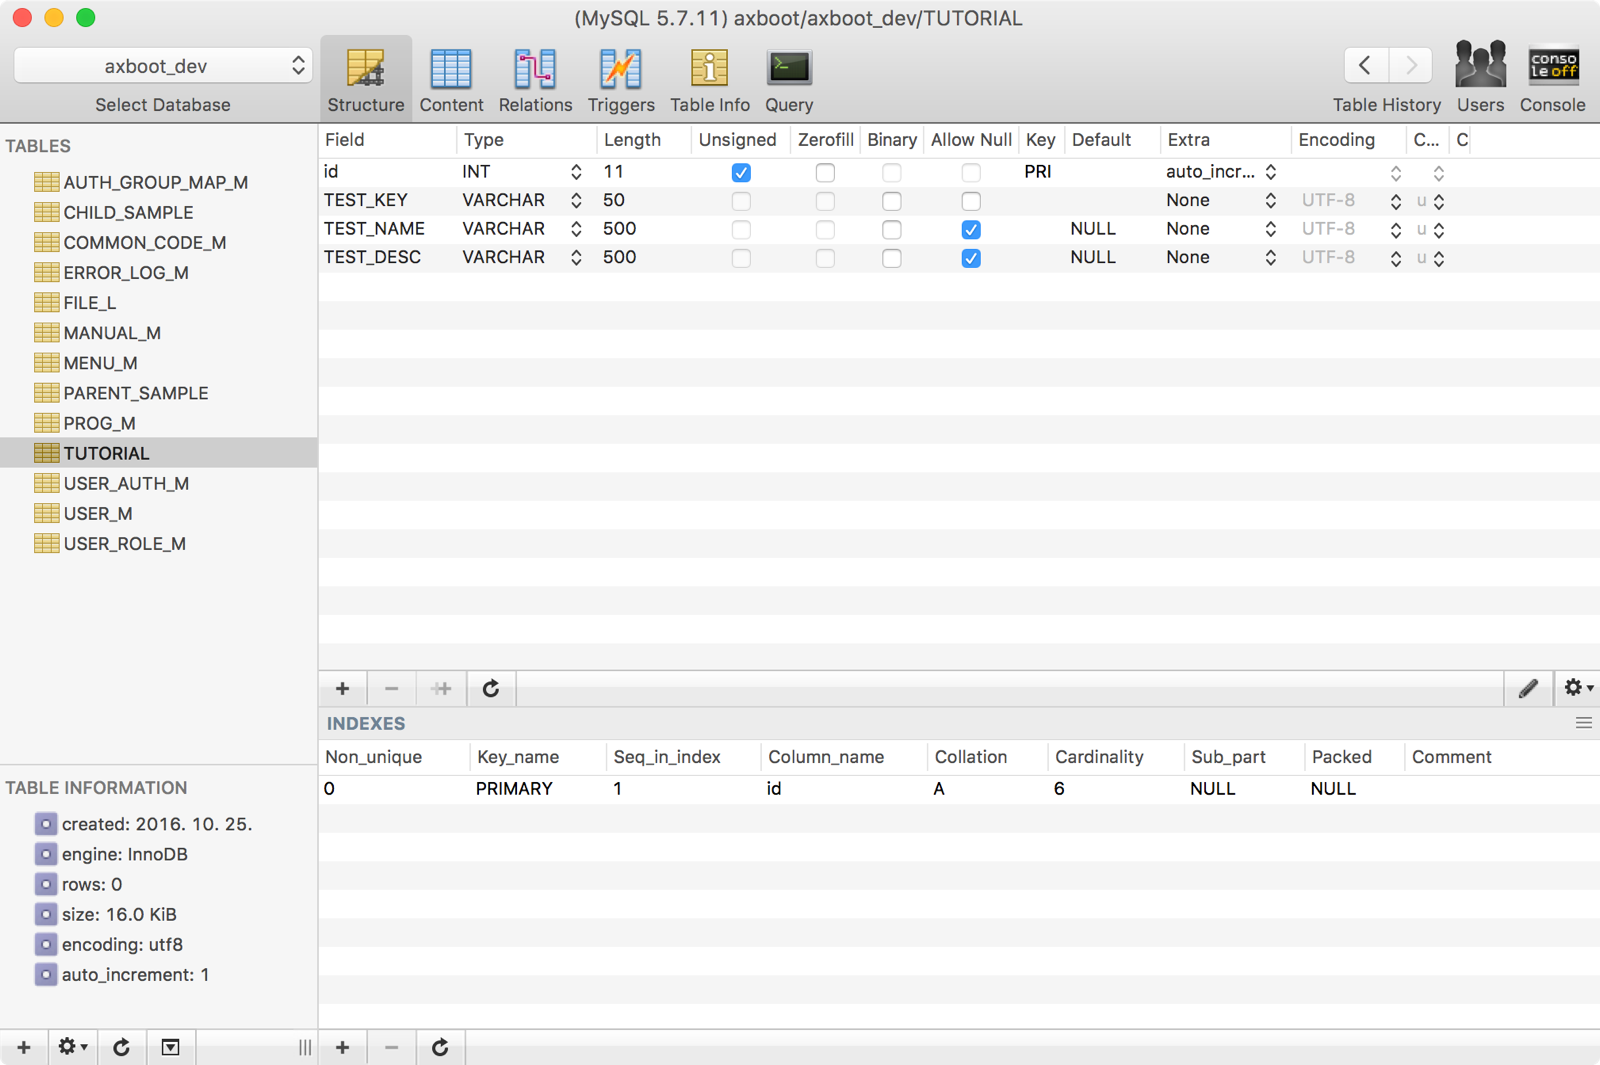 (MySQL 5.7.11) axboot/axboot_dev/TUTORIAL
axboot_dev
Select Database
Structure Content Relations Triggers Table Info Query
conso
le off
Table History Users Console
TABLES
AUTH_GROUP_MAP_M
CHILD_SAMPLE
COMMON_CODE_M
ERROR_LOG_M
FILE_L
MANUAL_M
MENU_M
PARENT_SAMPLE
PROG_M
TUTORIAL
USER_AUTH_M
USER_M
USER_ROLE_M
Field Type Length Unsigned Zerofill Binary Allow Null Key Default Extra Encoding C... C
id INT 11 PRI auto_incr...
TEST_KEY VARCHAR 50 None UTF-8 u
TEST_NAME VARCHAR 500 NULL None UTF-8 u
TEST_DESC VARCHAR 500 NULL None UTF-8 u
INDEXES
Non_unique Key_name Seq_in_index Column_name Collation Cardinality Sub_part Packed Comment
0 PRIMARY 1 id A 6 NULL NULL
TABLE INFORMATION
created: 2016. 10. 25.
engine: InnoDB
rows: 0
size: 16.0 KiB
encoding: utf8
auto_increment: 1